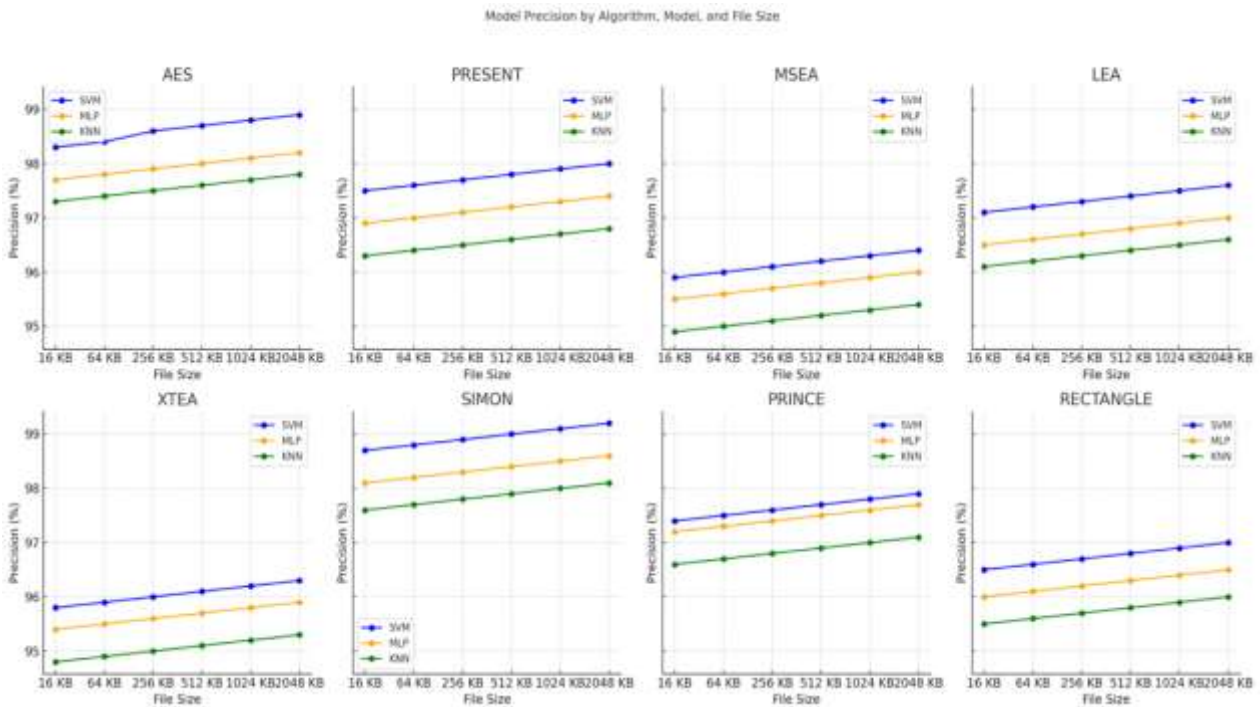 Model Precision by Algorithm, Model, and File Size
AES
PRESENT
MSEA
LEA
SVM
MLP
KNN
SVM
MLP
KNN
SVM
MLP
KNN
SVM
MLP
KNN
99
98
97
96
95
Precision (%)
Precision (%)
Precision (%)
Precision (%)
16 KB 64 KB 256 KB 512 KB 1024 KB 2048 KB
16 KB 64 KB 256 KB 512 KB 1024 KB 2048 KB
16 KB 64 KB 256 KB 512 KB 1024 KB 2048 KB
16 KB 64 KB 256 KB 512 KB 1024 KB 2048 KB
File Size
File Size
File Size
File Size
XTEA
SIMON
PRINCE
RECTANGLE
SVM
MLP
KNN
SVM
MLP
KNN
SVM
MLP
KNN
SVM
MLP
KNN
99
98
97
96
95
Precision (%)
Precision (%)
Precision (%)
Precision (%)
16 KB 64 KB 256 KB 512 KB 1024 KB 2048 KB
16 KB 64 KB 256 KB 512 KB 1024 KB 2048 KB
16 KB 64 KB 256 KB 512 KB 1024 KB 2048 KB
16 KB 64 KB 256 KB 512 KB 1024 KB 2048 KB
File Size
File Size
File Size
File Size